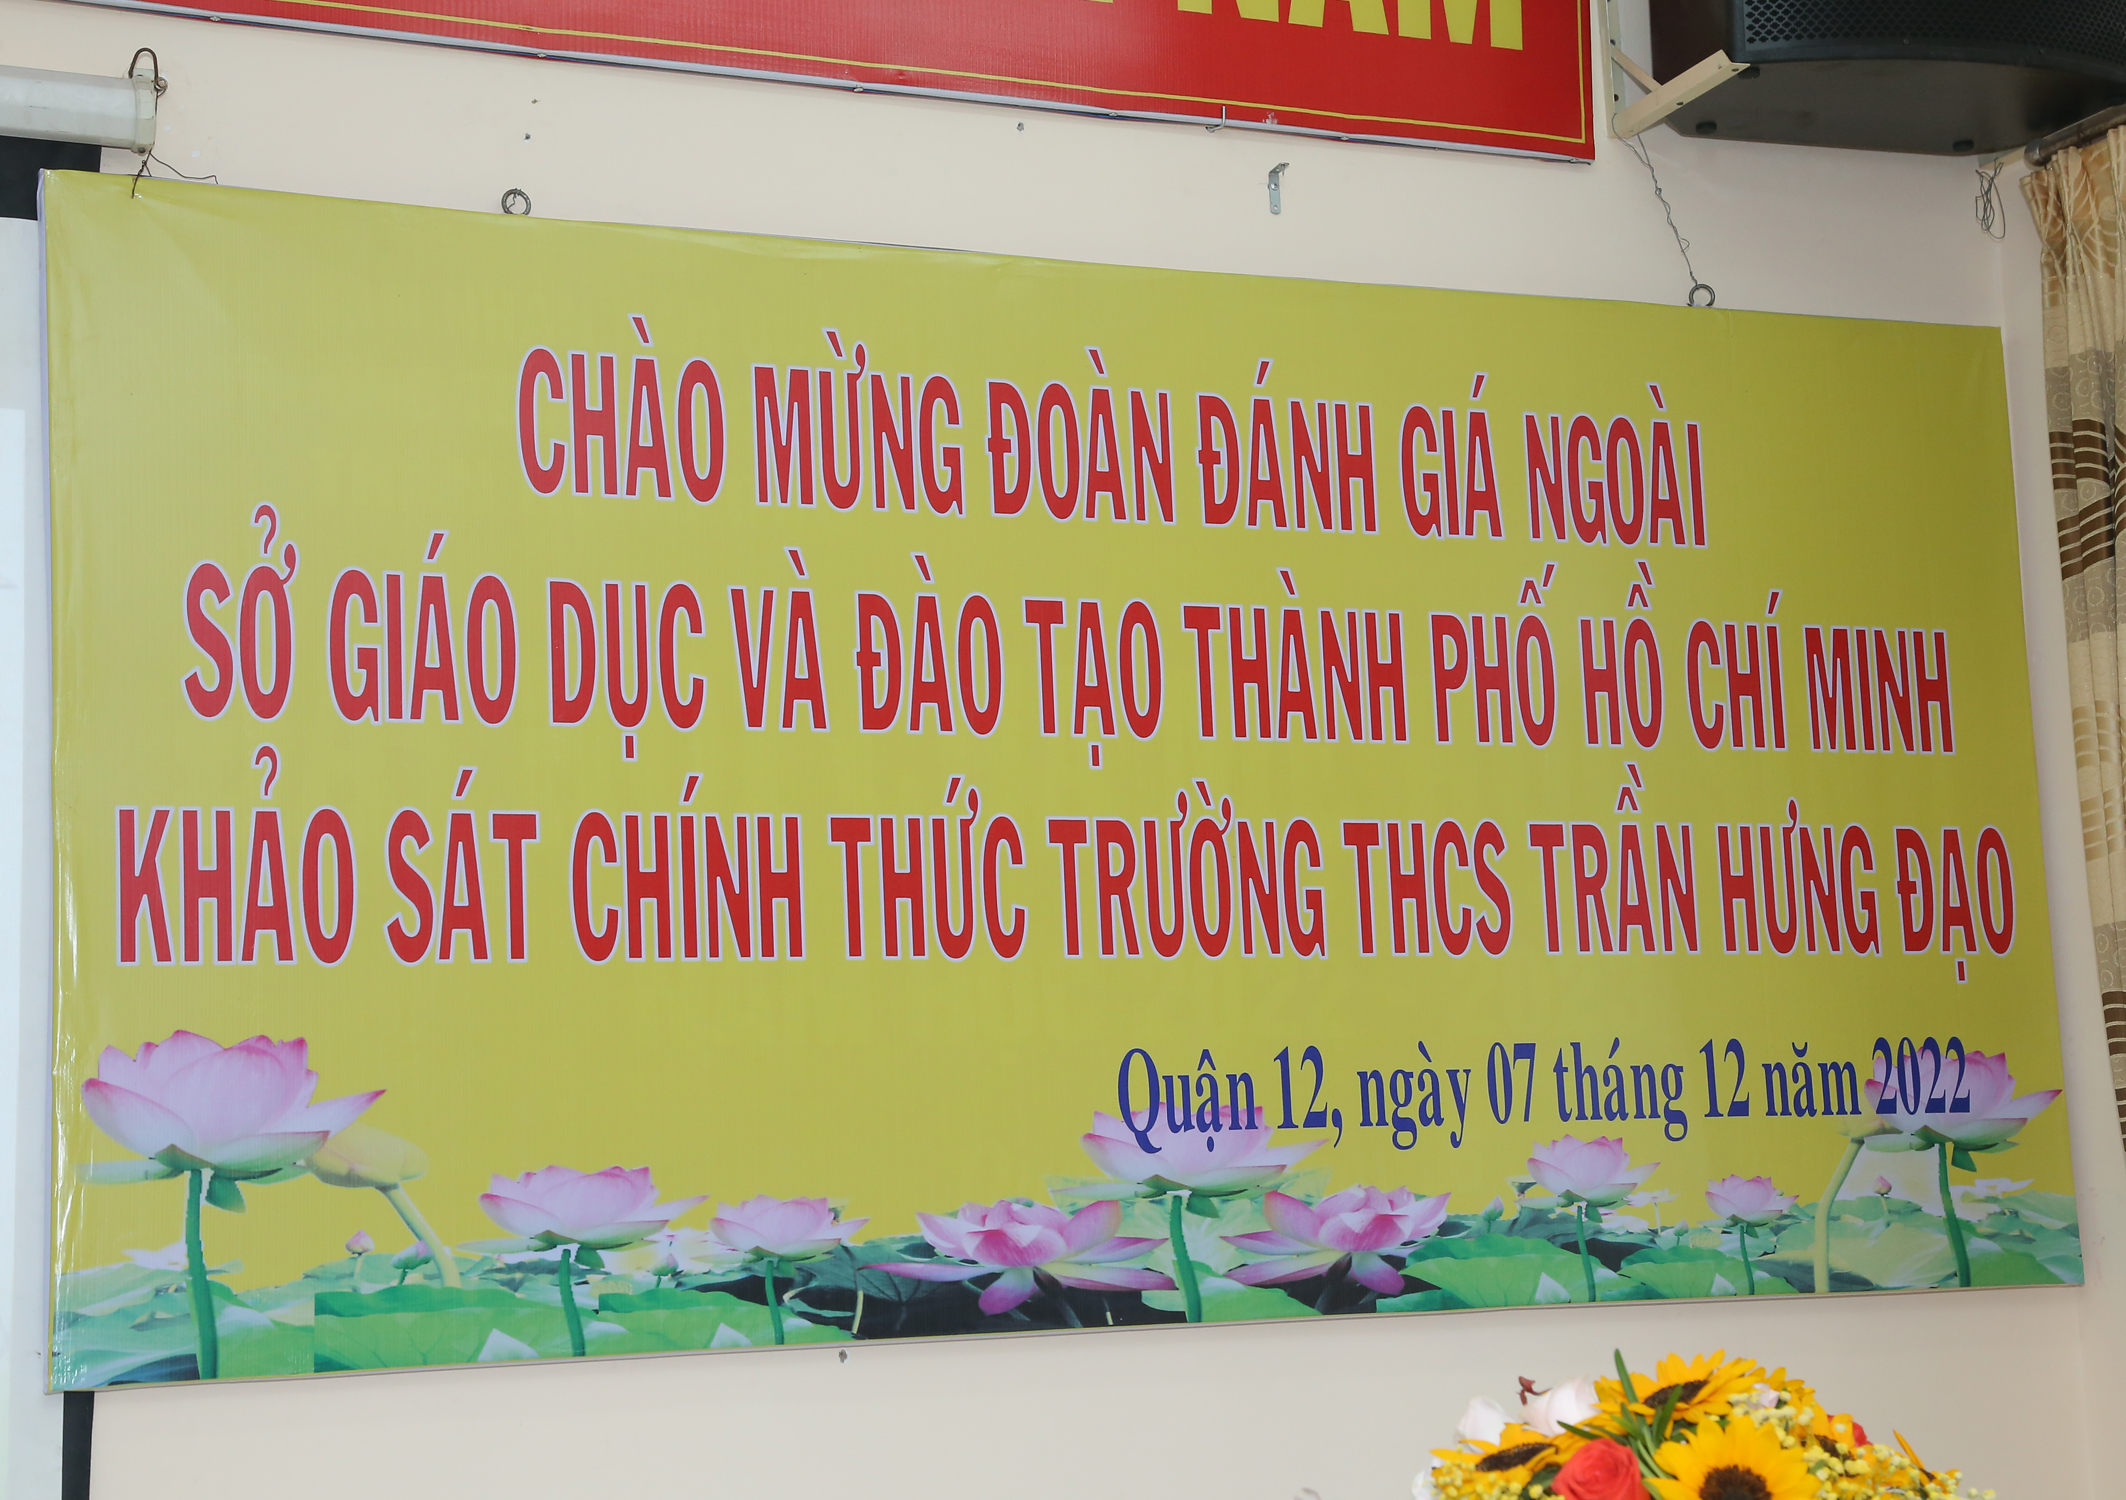 NAM
CHÀO MỪNG ĐOÀN ĐÁNH GIÁ NGOÀI
SỞ GIÁO DỤC VÀ ĐÀO TẠO THÀNH PHỐ HỒ CHÍ MINH
KHẢO SÁT CHÍNH THỨC TRƯỜNG THCS TRẦN HƯNG ĐẠO
Quận 12, ngày 07 tháng 12 năm 2022